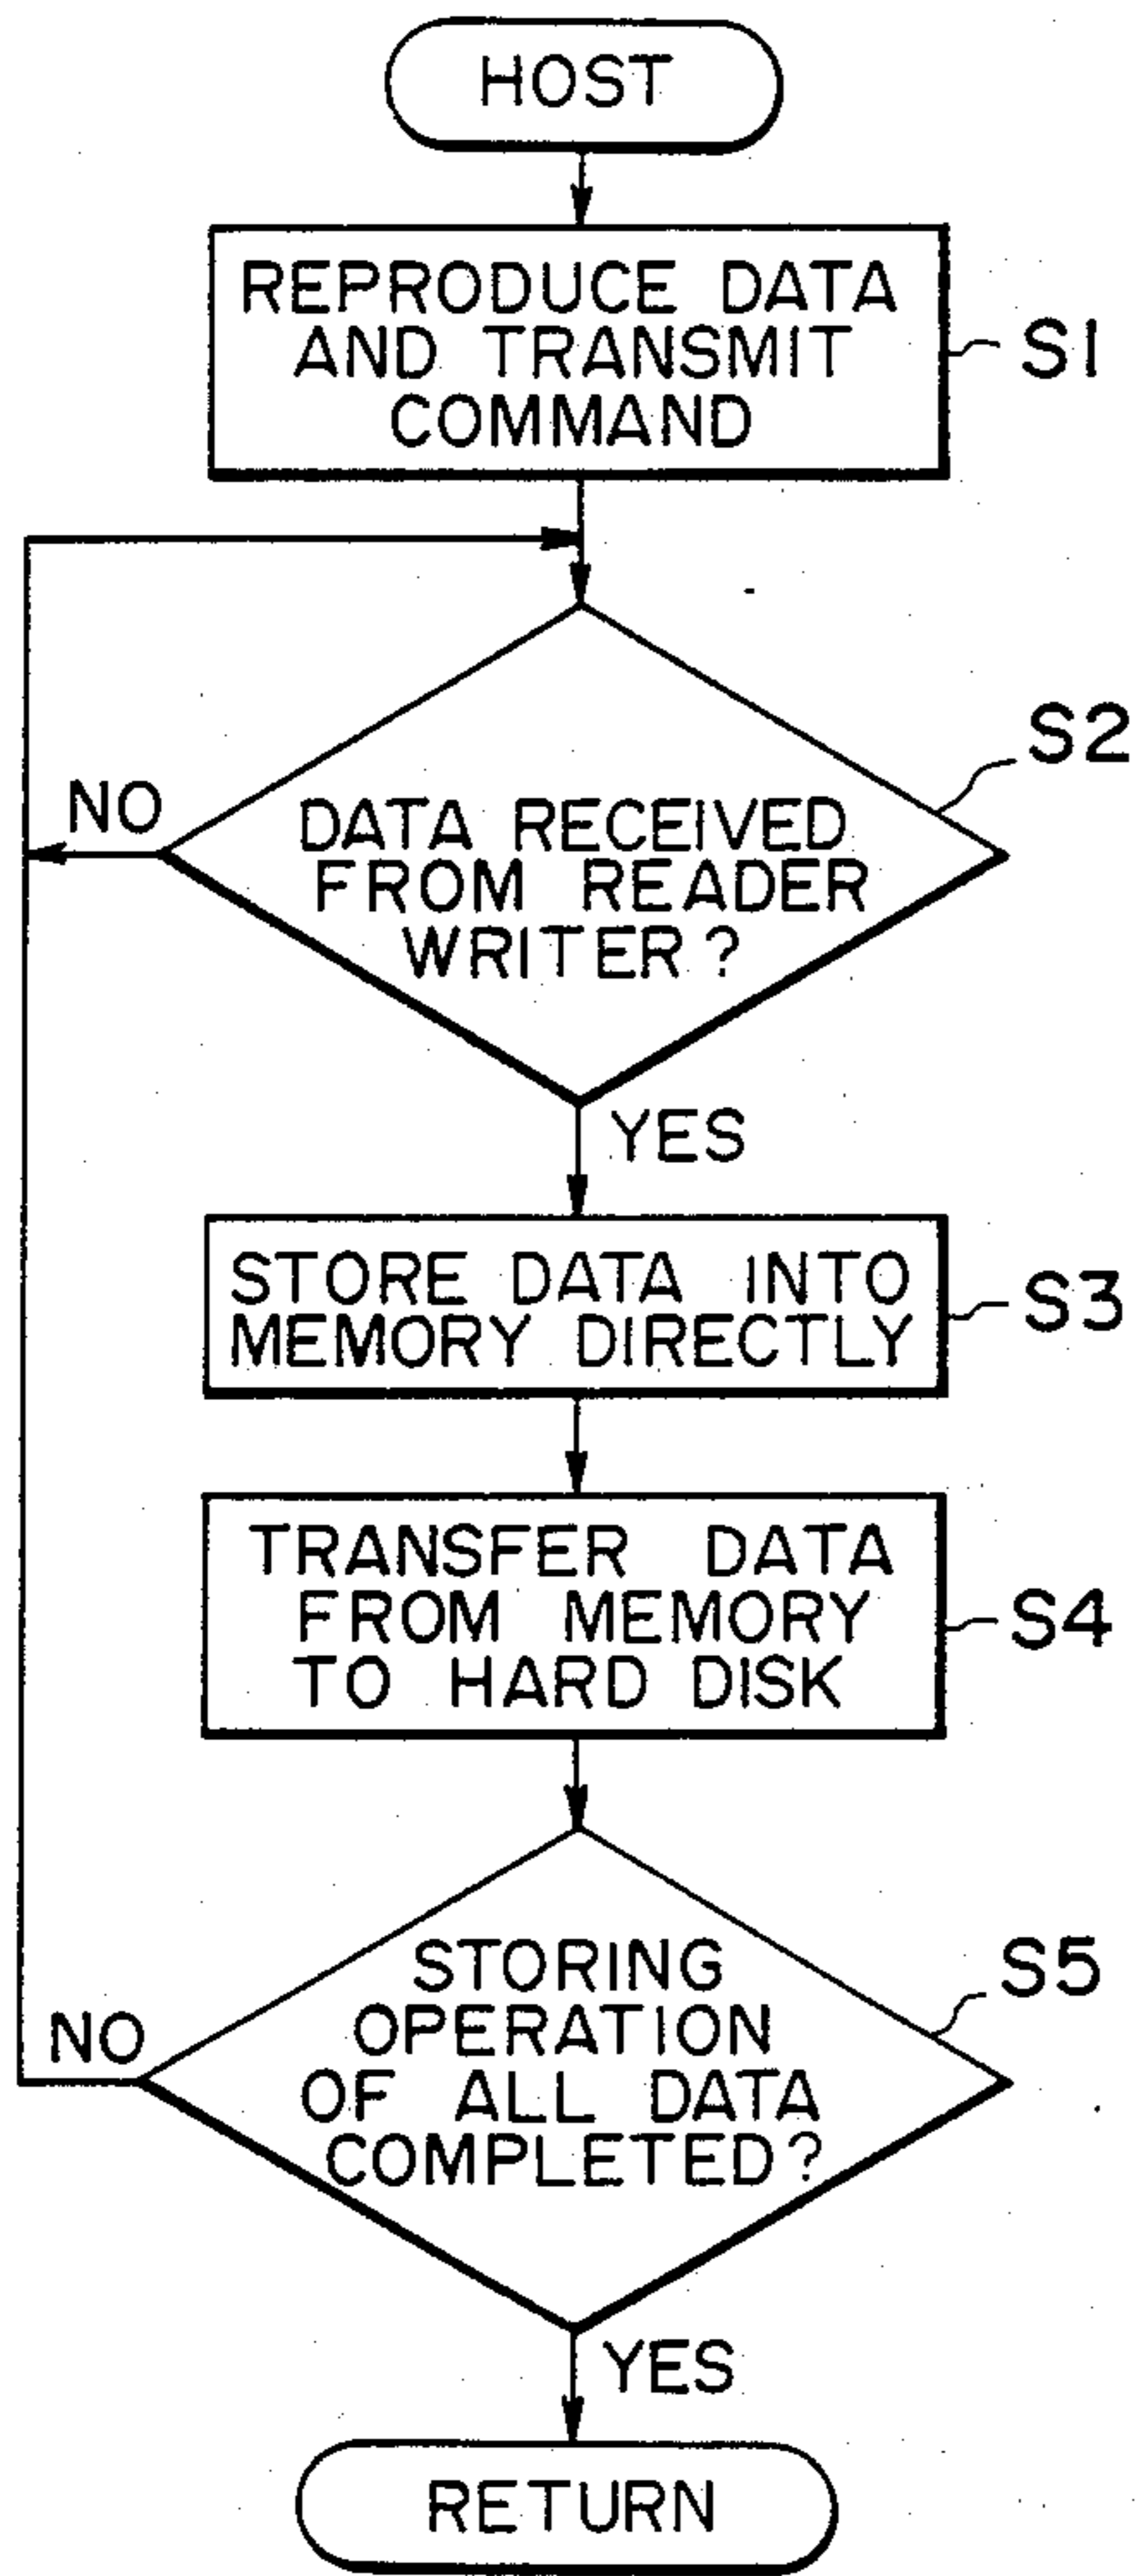 HOST
REPRODUCE DATA
AND TRANSMIT
COMMAND
S1
S2
NO
DATA RECEIVED
FROM READER
WRITER?
YES
STORE DATA INTO
MEMORY DIRECTLY
S3
TRANSFER DATA
FROM MEMORY
TO HARD DISK
S4
S5
NO
STORING
OPERATION
OF ALL DATA
COMPLETED?
YES
RETURN